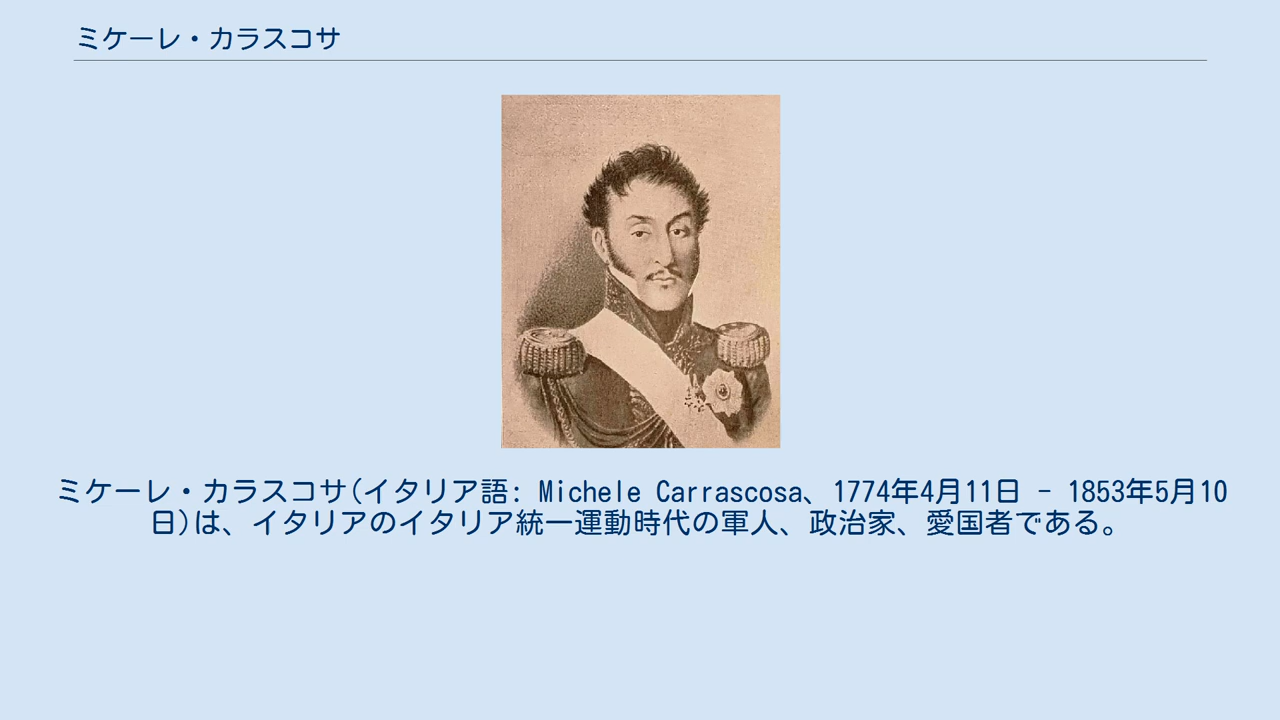 ミケーレ・カラスコサ
ミケーレ・カラスコサ(イタリア語: Michele Carrascosa、1774年4月11日 - 1853年5月10
日)は、イタリアのイタリア統一運動時代の軍人、政治家、愛国者である。